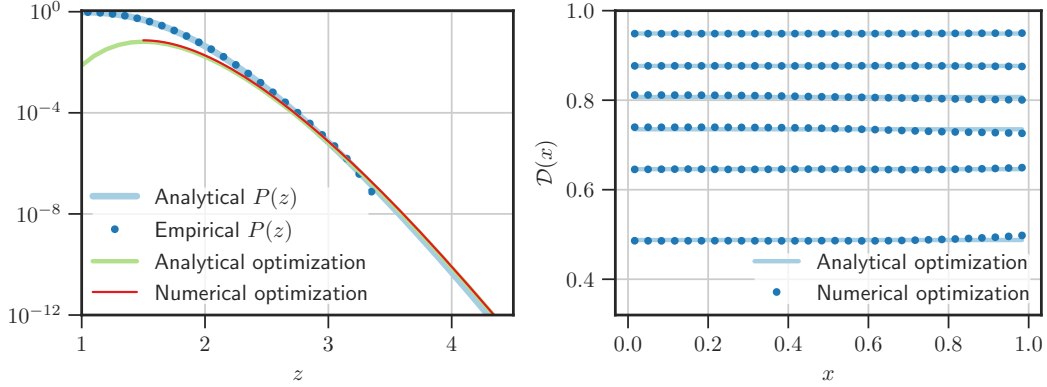 10^0
10^{-4}
10^{-8}
10^{-12}
Analytical P(z)
Empirical P(z)
Analytical optimization
Numerical optimization
1 2 3 4
z
1.0
0.8
0.6
0.4
D(x)
Analytical optimization
Numerical optimization
0.0 0.2 0.4 0.6 0.8 1.0
x